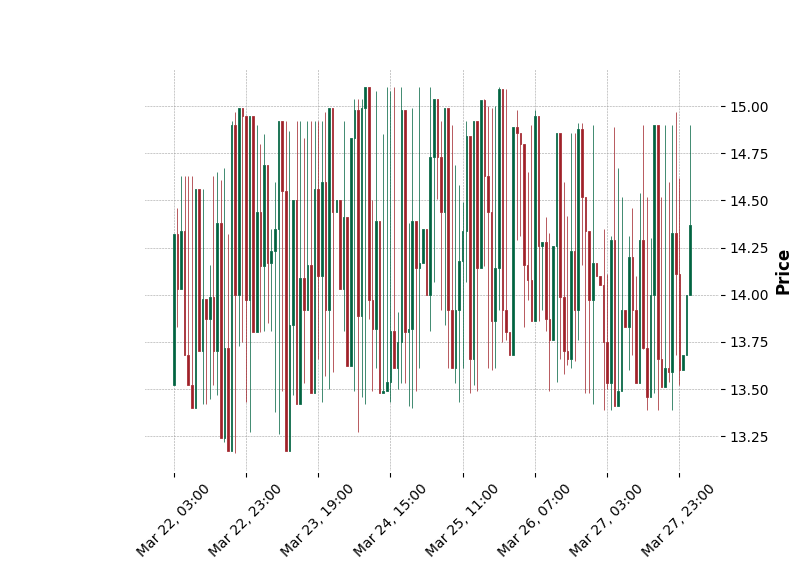 15.00
14.75
14.50
14.25
14.00
13.75
13.50
13.25
Price
Mar 22, 03:00
Mar 22, 23:00
Mar 23, 19:00
Mar 24, 15:00
Mar 25, 11:00
Mar 26, 07:00
Mar 27, 03:00
Mar 27, 23:00